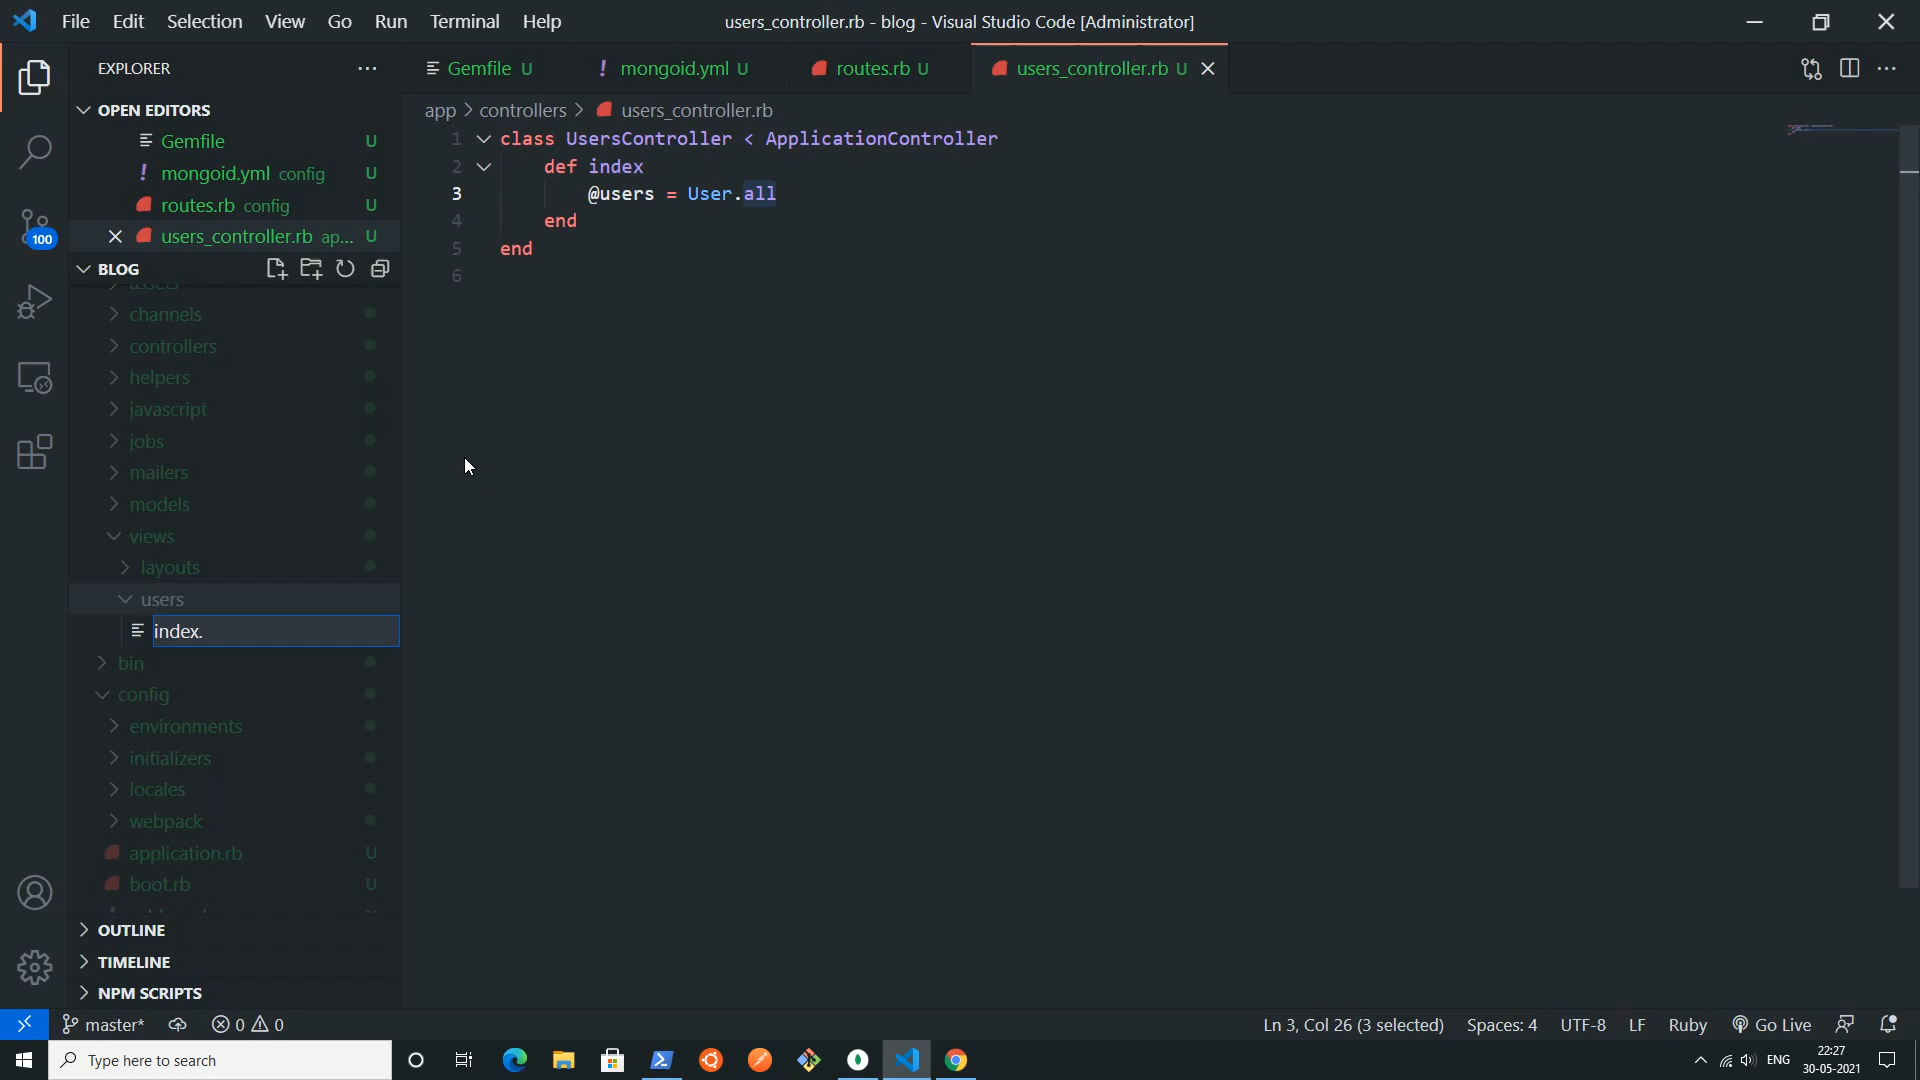 File Edit Selection View Go Run Terminal Help
users_controller.rb - blog - Visual Studio Code [Administrator]
EXPLORER
Gemfile U
mongoid.yml U
routes.rb U
users_controller.rb U
OPEN EDITORS
Gemfile U
mongoid.yml config U
routes.rb config U
users_controller.rb ap... U
BLOG
assets
channels
controllers
helpers
javascript
jobs
mailers
models
views
layouts
users
index.
bin
config
environments
initializers
locales
webpack
application.rb U
boot.rb U
OUTLINE
TIMELINE
NPM SCRIPTS
app > controllers > users_controller.rb
1 class UsersController < ApplicationController
2 def index
3 @users = User.all
4 end
5 end
6
100
master* 0 0
Ln 3, Col 26 (3 selected) Spaces: 4 UTF-8 LF Ruby Go Live
Type here to search
ENG
22:27
30-05-2021